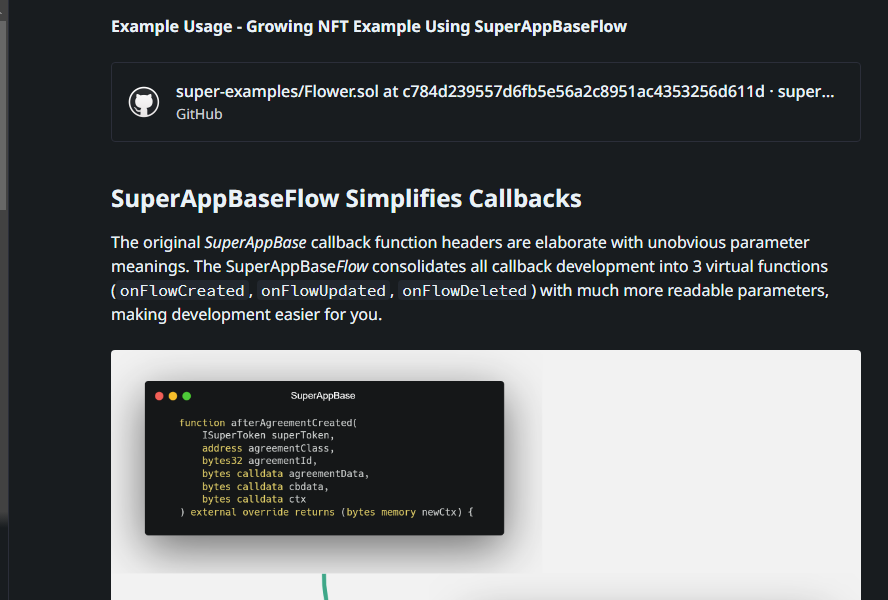 Example Usage - Growing NFT Example Using SuperAppBaseFlow
super-examples/Flower.sol at c784d239557d6fb5e56a2c8951ac4353256d611d · super...
GitHub
SuperAppBaseFlow Simplifies Callbacks
The original SuperAppBase callback function headers are elaborate with unobvious parameter
meanings. The SuperAppBaseFlow consolidates all callback development into 3 virtual functions
(onFlowCreated, onFlowUpdated, onFlowDeleted) with much more readable parameters,
making development easier for you.
SuperAppBase
function afterAgreementCreated(
ISuperToken superToken,
address agreementClass,
bytes32 agreementId,
bytes calldata agreementData,
bytes calldata cbdata,
bytes calldata ctx
) external override returns (bytes memory newCtx) {